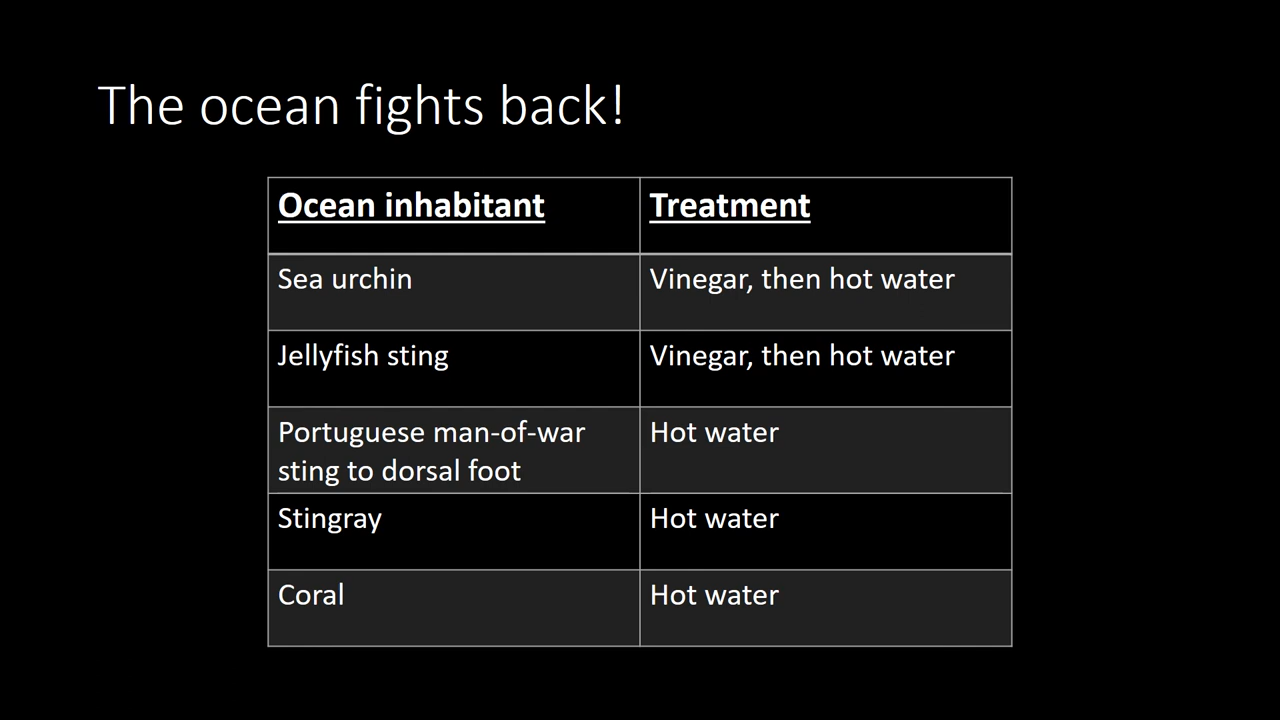 The ocean fights back!
Ocean inhabitant
Treatment
Sea urchin
Vinegar, then hot water
Jellyfish sting
Vinegar, then hot water
Portuguese man-of-war
sting to dorsal foot
Hot water
Stingray
Hot water
Coral
Hot water